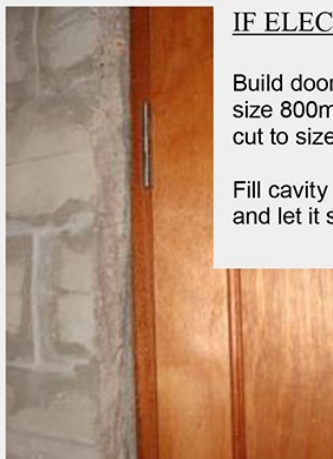 IF ELEC
Build door
size 800m
cut to size
Fill cavity
and let it s